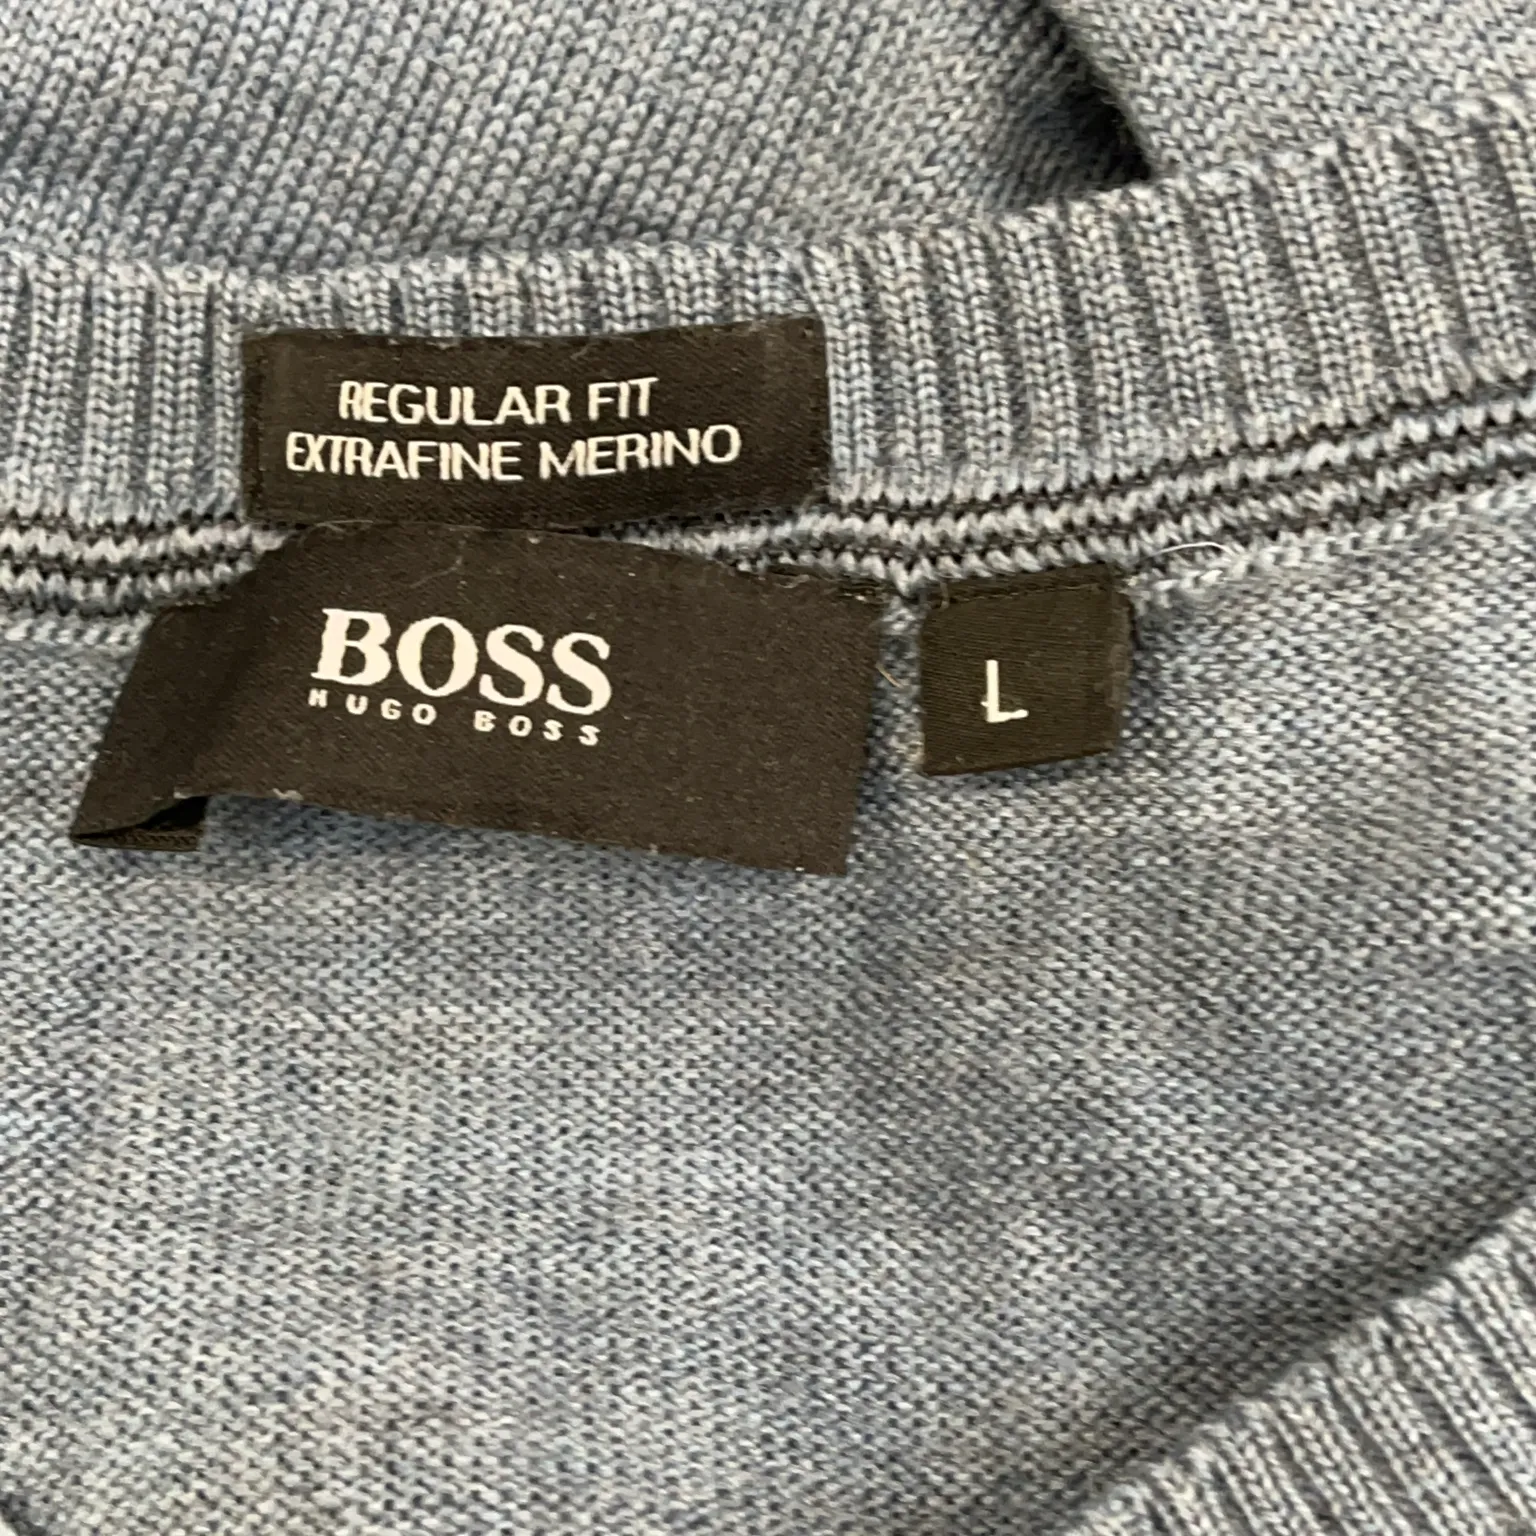 REGULAR FIT
EXTRAFINE MERINO
BOSS
HUGO BOSS
L